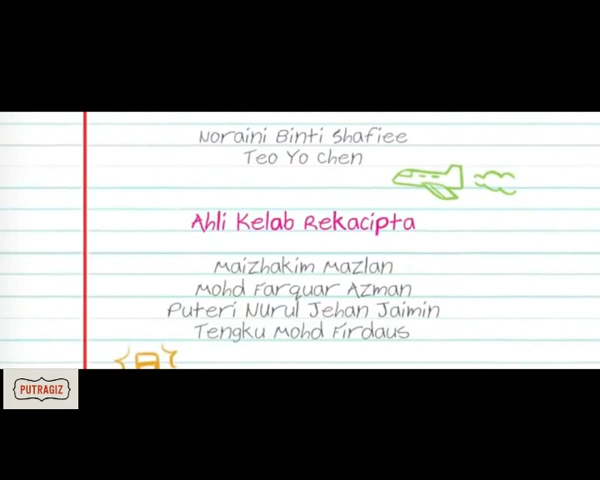 Noraini Binti Shafiee
Teo Yo Chen
Ahli Kelab Rekacipta
Maizhakim Mazlan
Mohd Farquar Azman
Puteri Nurul Jehan Jaimin
Tengku Mohd Firdaus
PUTRAGIZ